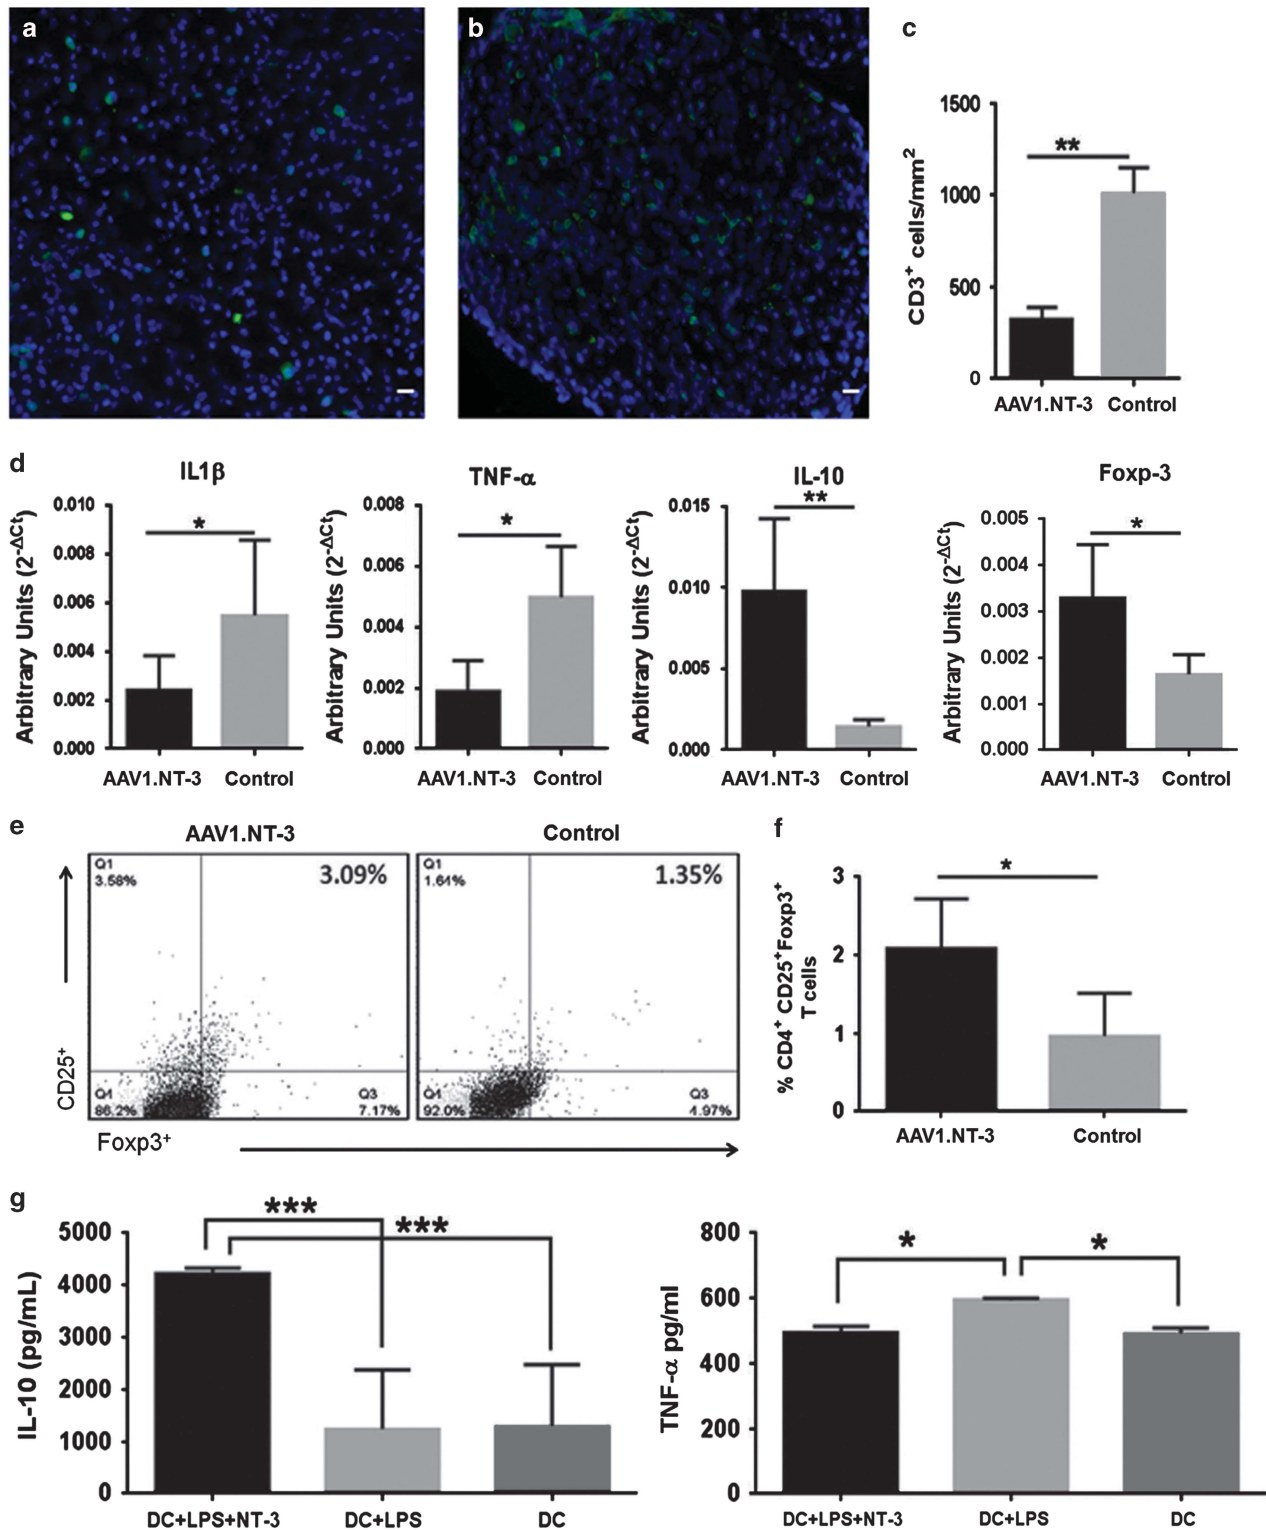 a
b
c
1500
1000
500
0
CD3⁺ cells/mm²
**
AAV1.NT-3 Control
d
IL1β
Arbitrary Units (2⁻ΔCt)
0.010
0.008
0.006
0.004
0.002
0.000
*
AAV1.NT-3 Control
TNF-α
Arbitrary Units (2⁻ΔCt)
0.008
0.006
0.004
0.002
0.000
*
AAV1.NT-3 Control
IL-10
Arbitrary Units (2⁻ΔCt)
0.015
0.010
0.005
0.000
**
AAV1.NT-3 Control
Foxp-3
Arbitrary Units (2⁻ΔCt)
0.005
0.004
0.003
0.002
0.001
0.000
*
AAV1.NT-3 Control
e
AAV1.NT-3
Control
CD25⁺
Q1
3.58%
3.09%
Q4
86.2%
Q3
7.17%
Q1
1.64%
1.35%
Q4
92.0%
Q3
4.97%
Foxp3⁺
f
% CD4⁺ CD25⁺Foxp3⁺
T cells
3
2
1
0
*
AAV1.NT-3 Control
g
IL-10 (pg/mL)
5000
4000
3000
2000
1000
0
***
***
DC+LPS+NT-3 DC+LPS DC
TNF-α pg/ml
800
600
400
200
0
*
*
DC+LPS+NT-3 DC+LPS DC